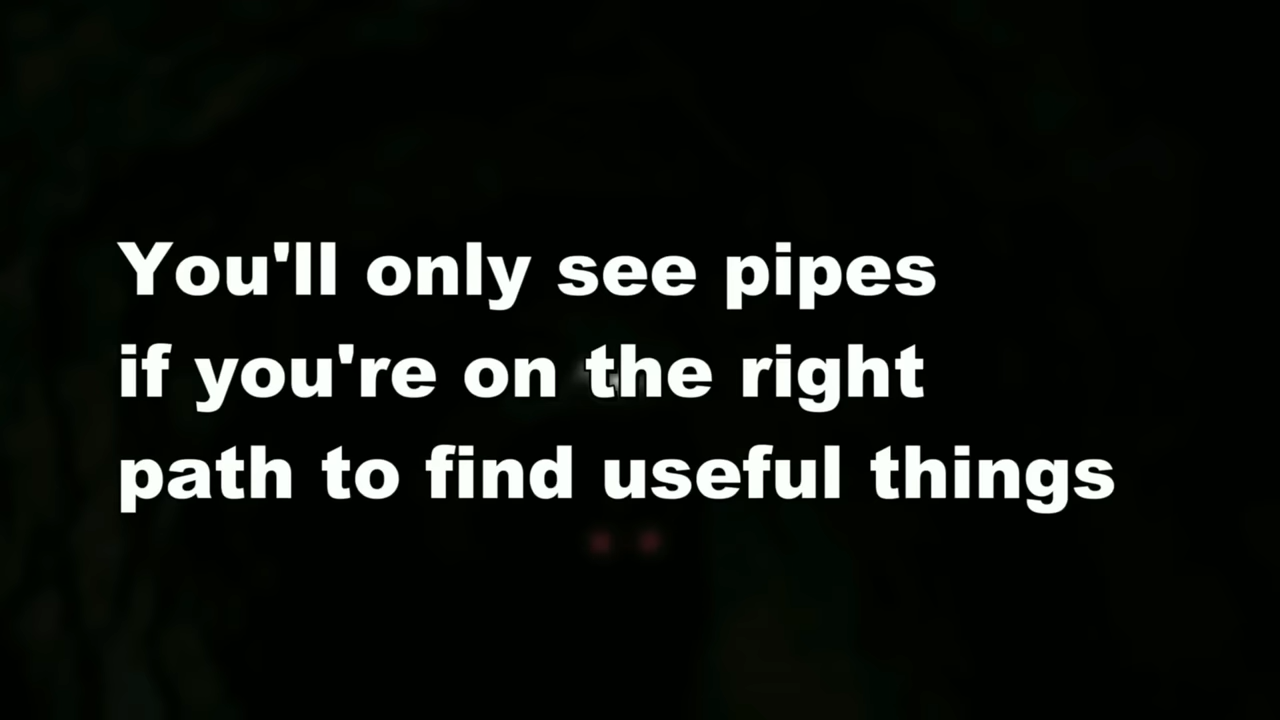 You'll only see pipes
if you're on the right
path to find useful things